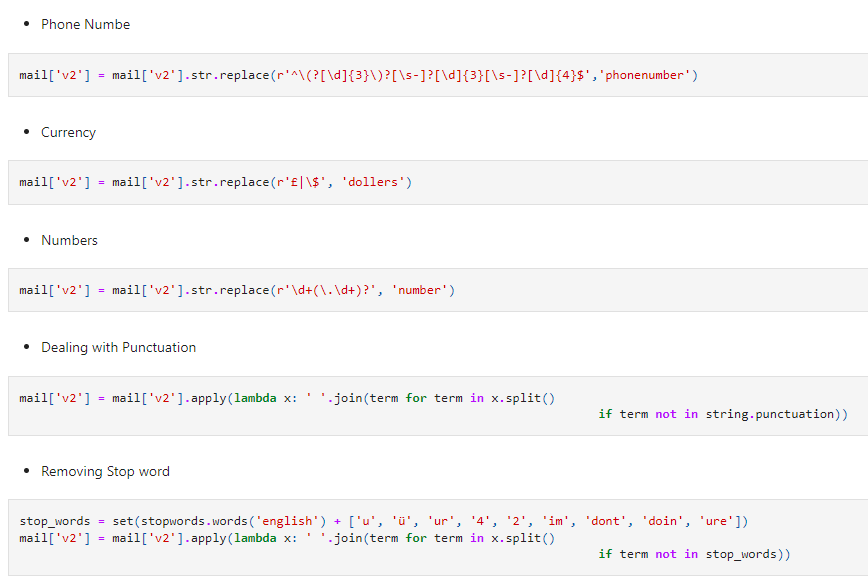 Phone Numbe
mail['v2'] = mail['v2'].str.replace(r'^\(?[\d]{3}\)?[\s-]?[\d]{3}[\s-]?[\d]{4}$','phonenumber')
Currency
mail['v2'] = mail['v2'].str.replace(r'£|\$', 'dollers')
Numbers
mail['v2'] = mail['v2'].str.replace(r'\d+(\.\d+)?', 'number')
Dealing with Punctuation
mail['v2'] = mail['v2'].apply(lambda x: ' '.join(term for term in x.split()
if term not in string.punctuation))
Removing Stop word
stop_words = set(stopwords.words('english') + ['u', 'ü', 'ur', '4', '2', 'im', 'dont', 'doin', 'ure'])
mail['v2'] = mail['v2'].apply(lambda x: ' '.join(term for term in x.split()
if term not in stop_words))